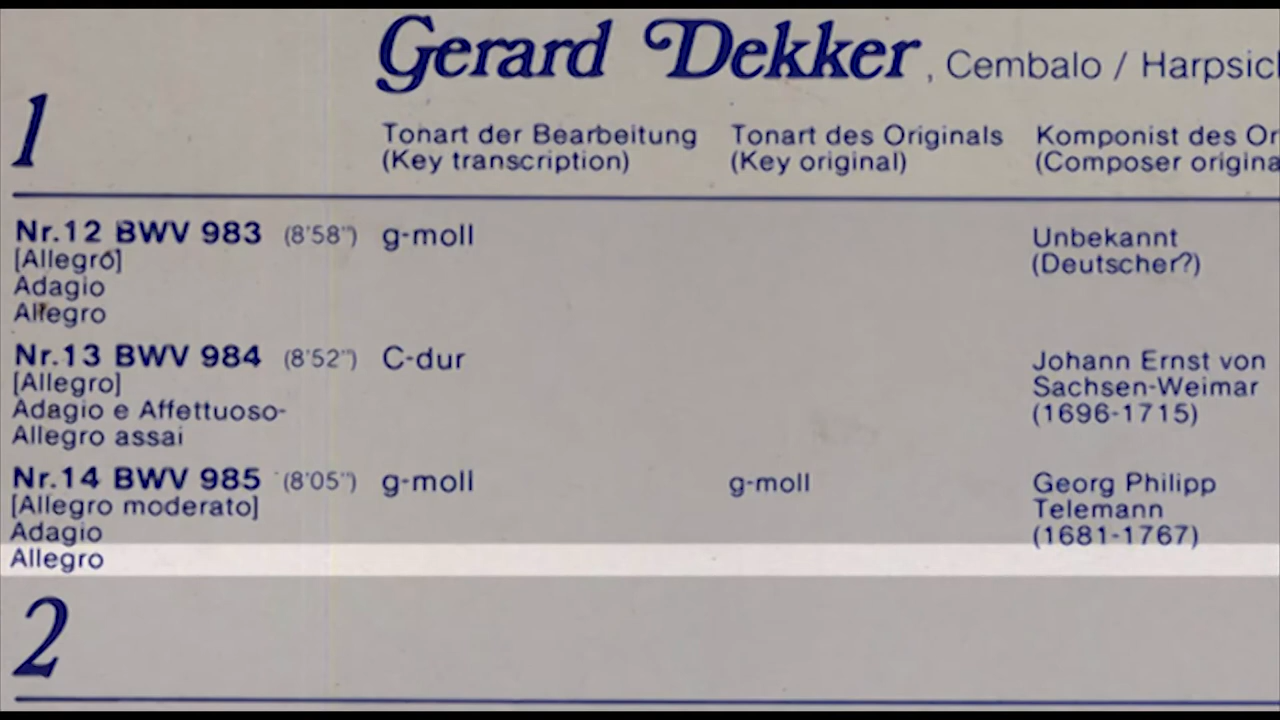 Gerard Dekker, Cembalo / Harpsic
1
Tonart der Bearbeitung Tonart des Originals Komponist des Or
(Key transcription) (Key original) (Composer origina
Nr.12 BWV 983 (8'58") g-moll Unbekannt
[Allegro] (Deutscher?)
Adagio
Allegro
Nr.13 BWV 984 (8'52") C-dur Johann Ernst von
[Allegro] Sachsen-Weimar
Adagio e Affettuoso- (1696-1715)
Allegro assai
Nr.14 BWV 985 (8'05") g-moll g-moll Georg Philipp
[Allegro moderato] Telemann
Adagio (1681-1767)
Allegro
2